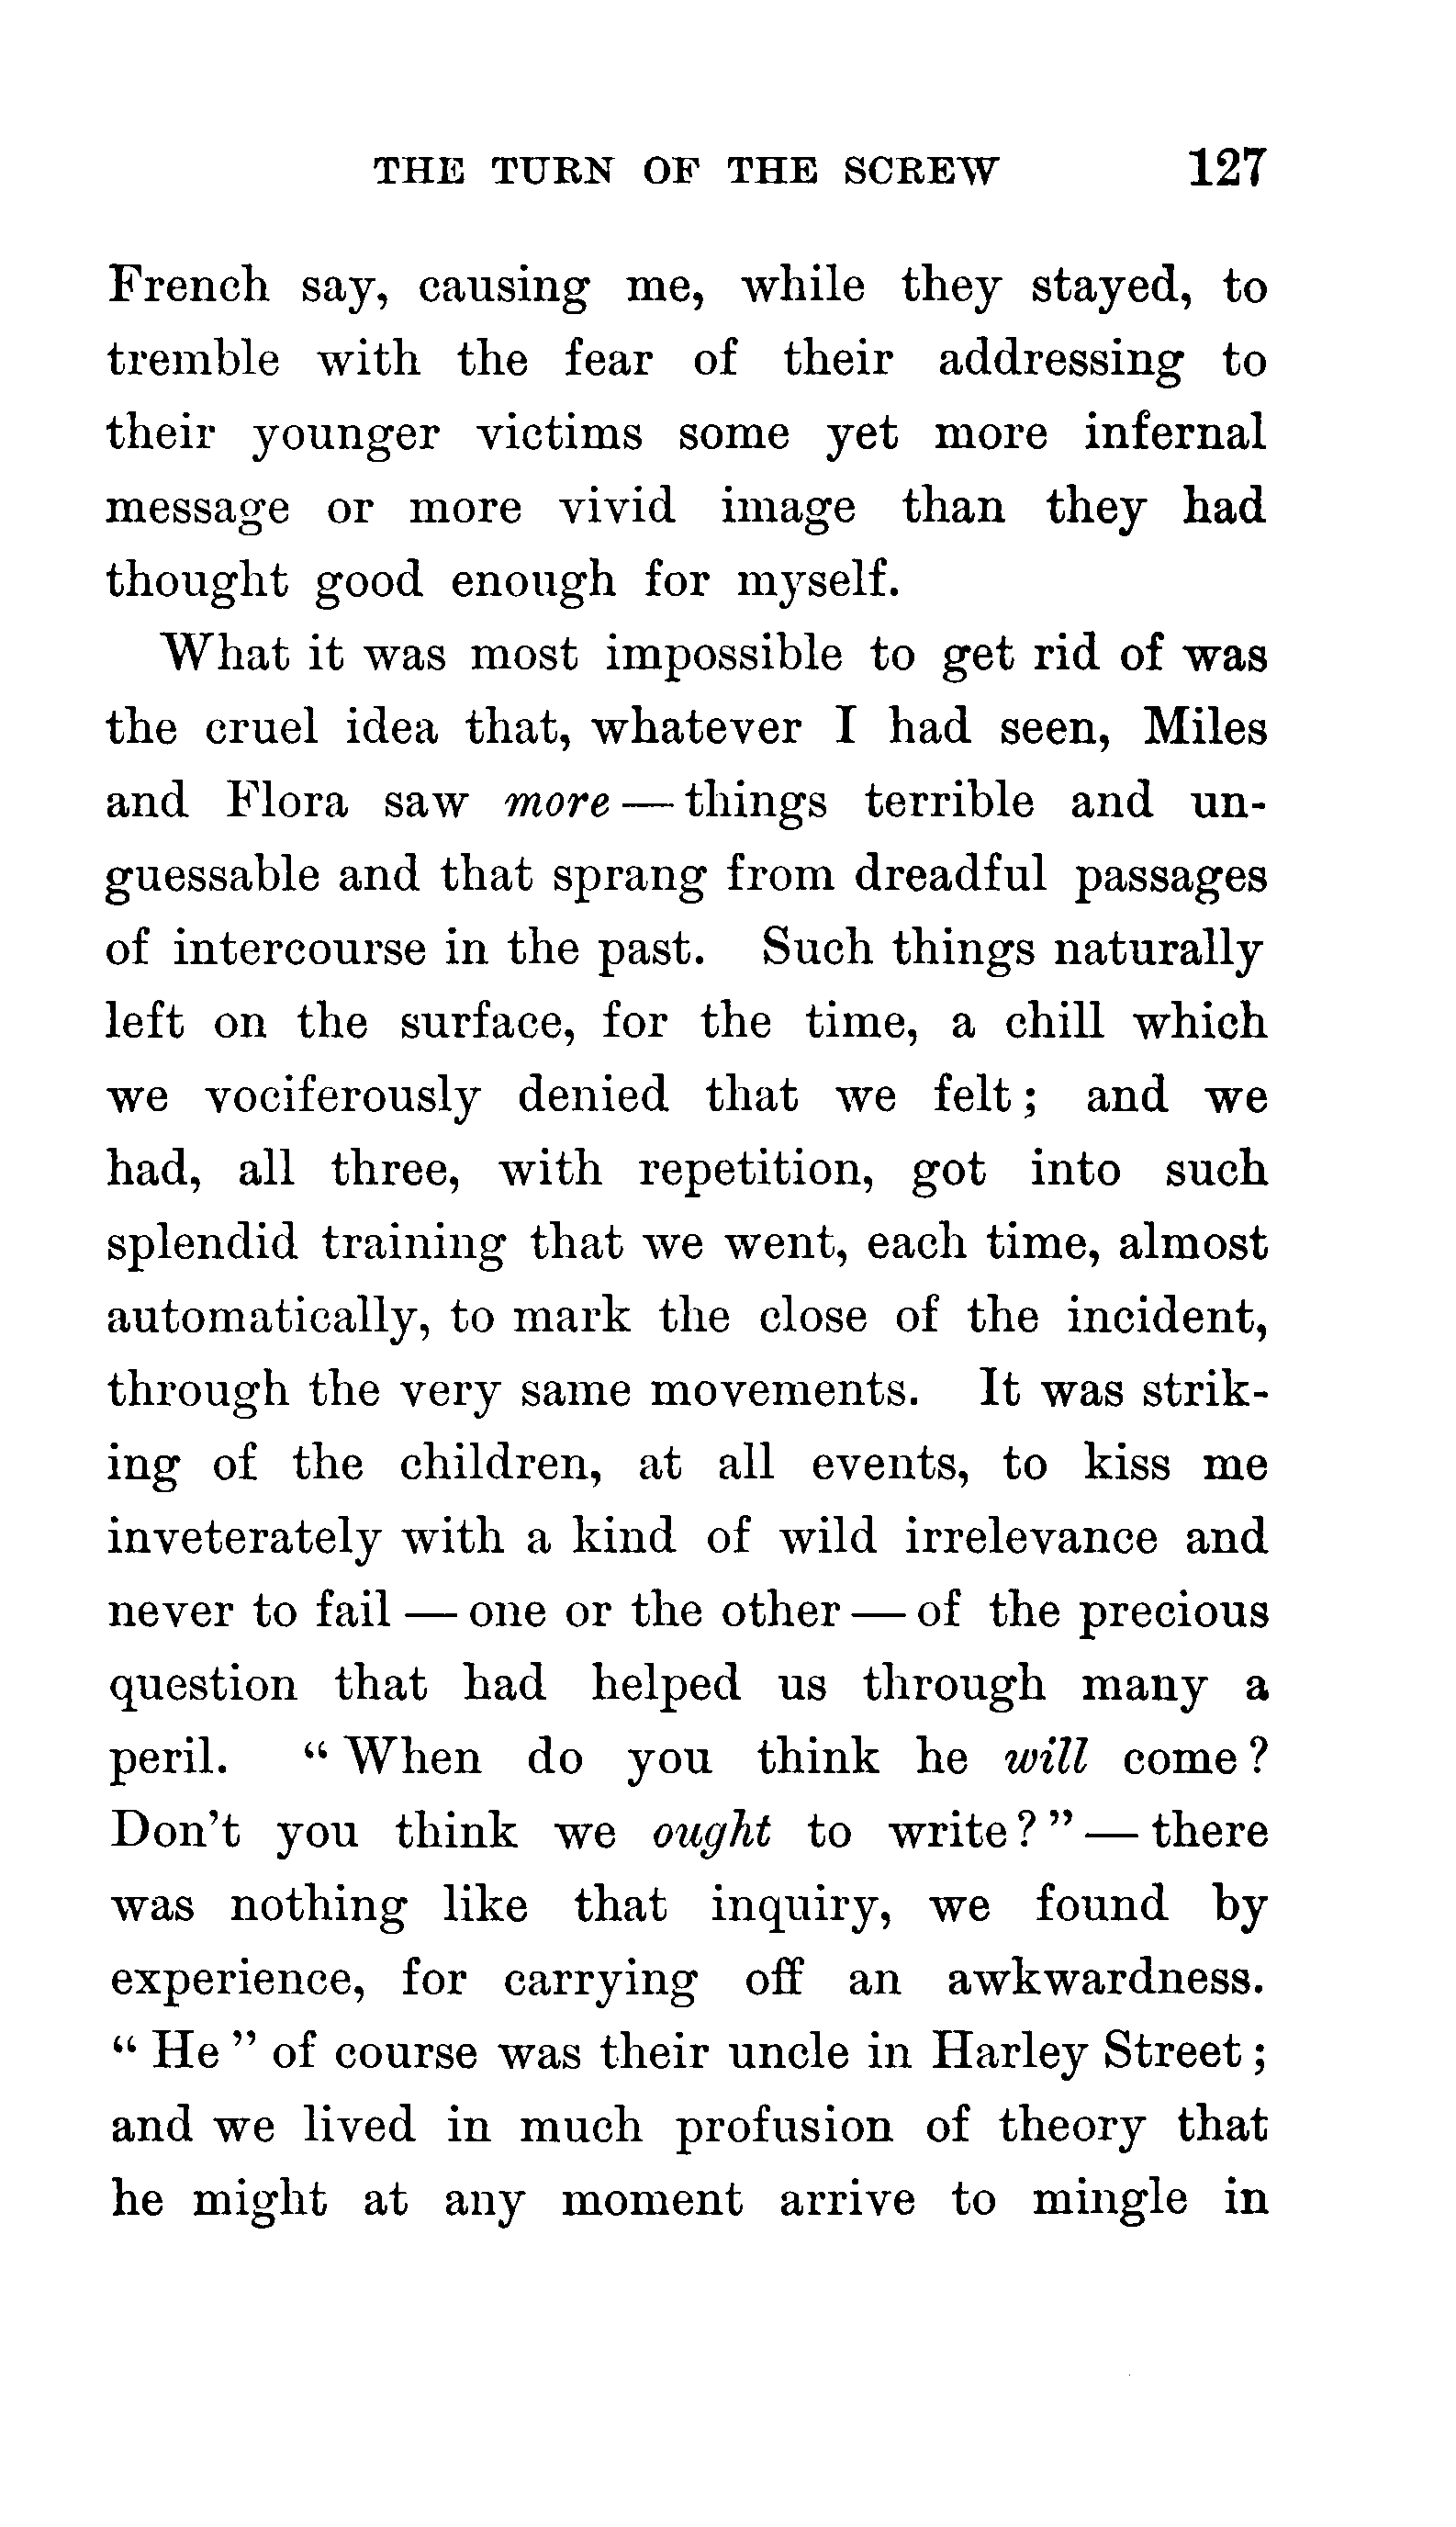 THE TURN OF THE SCREW 127
French say, causing me, while they stayed, to
tremble with the fear of their addressing to
their younger victims some yet more infernal
message or more vivid image than they had
thought good enough for myself.
What it was most impossible to get rid of was
the cruel idea that, whatever I had seen, Miles
and Flora saw more — things terrible and un-
guessable and that sprang from dreadful passages
of intercourse in the past. Such things naturally
left on the surface, for the time, a chill which
we vociferously denied that we felt; and we
had, all three, with repetition, got into such
splendid training that we went, each time, almost
automatically, to mark the close of the incident,
through the very same movements. It was strik-
ing of the children, at all events, to kiss me
inveterately with a kind of wild irrelevance and
never to fail — one or the other — of the precious
question that had helped us through many a
peril. “ When do you think he will come?
Don’t you think we ought to write? ” — there
was nothing like that inquiry, we found by
experience, for carrying off an awkwardness.
“ He ” of course was their uncle in Harley Street;
and we lived in much profusion of theory that
he might at any moment arrive to mingle in